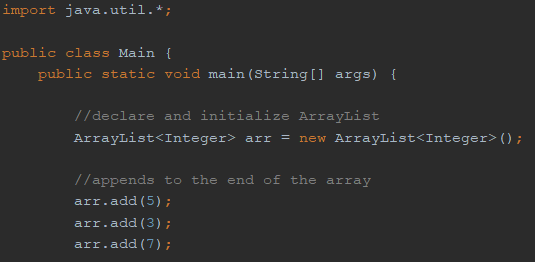 import java.util.*;
public class Main {
public static void main(String[] args) {
//declare and initialize ArrayList
ArrayList<Integer> arr = new ArrayList<Integer>();
//appends to the end of the array
arr.add(5);
arr.add(3);
arr.add(7);